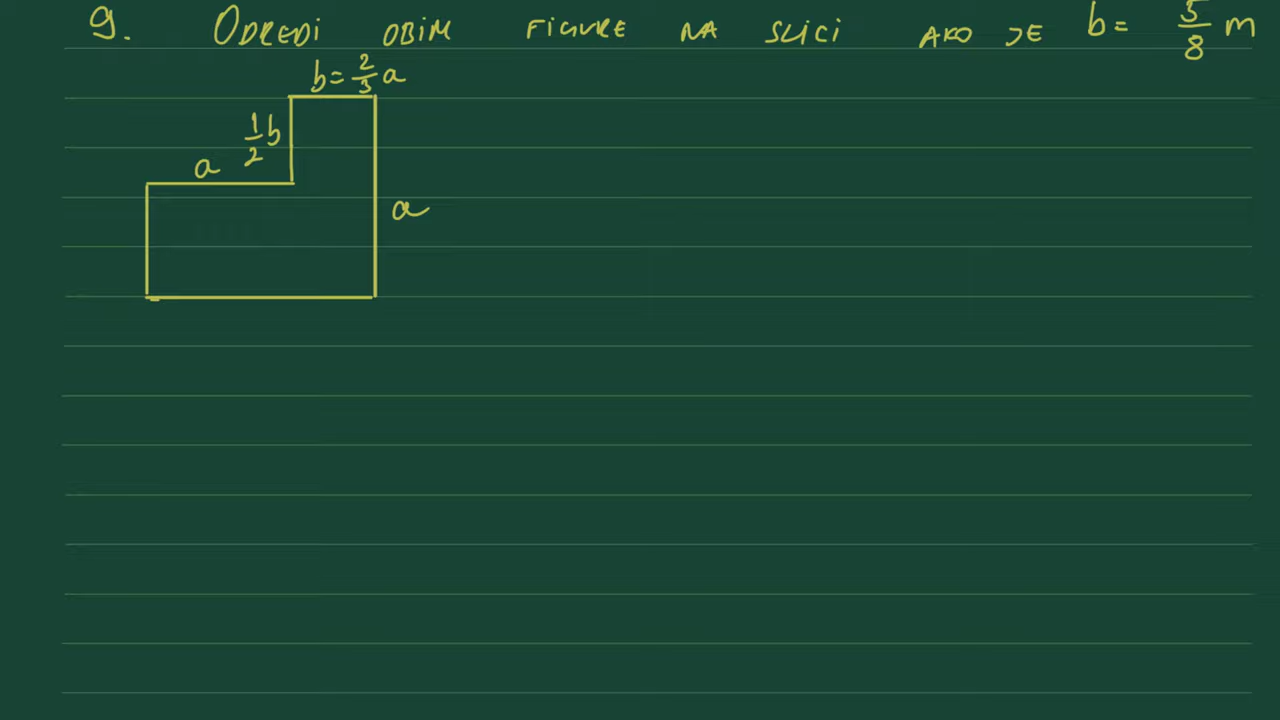 9. ODREDI OBIM FIGURE NA SLICI AKO JE b = 5/8 m
b = 2/3 a
1/2 b
a
a